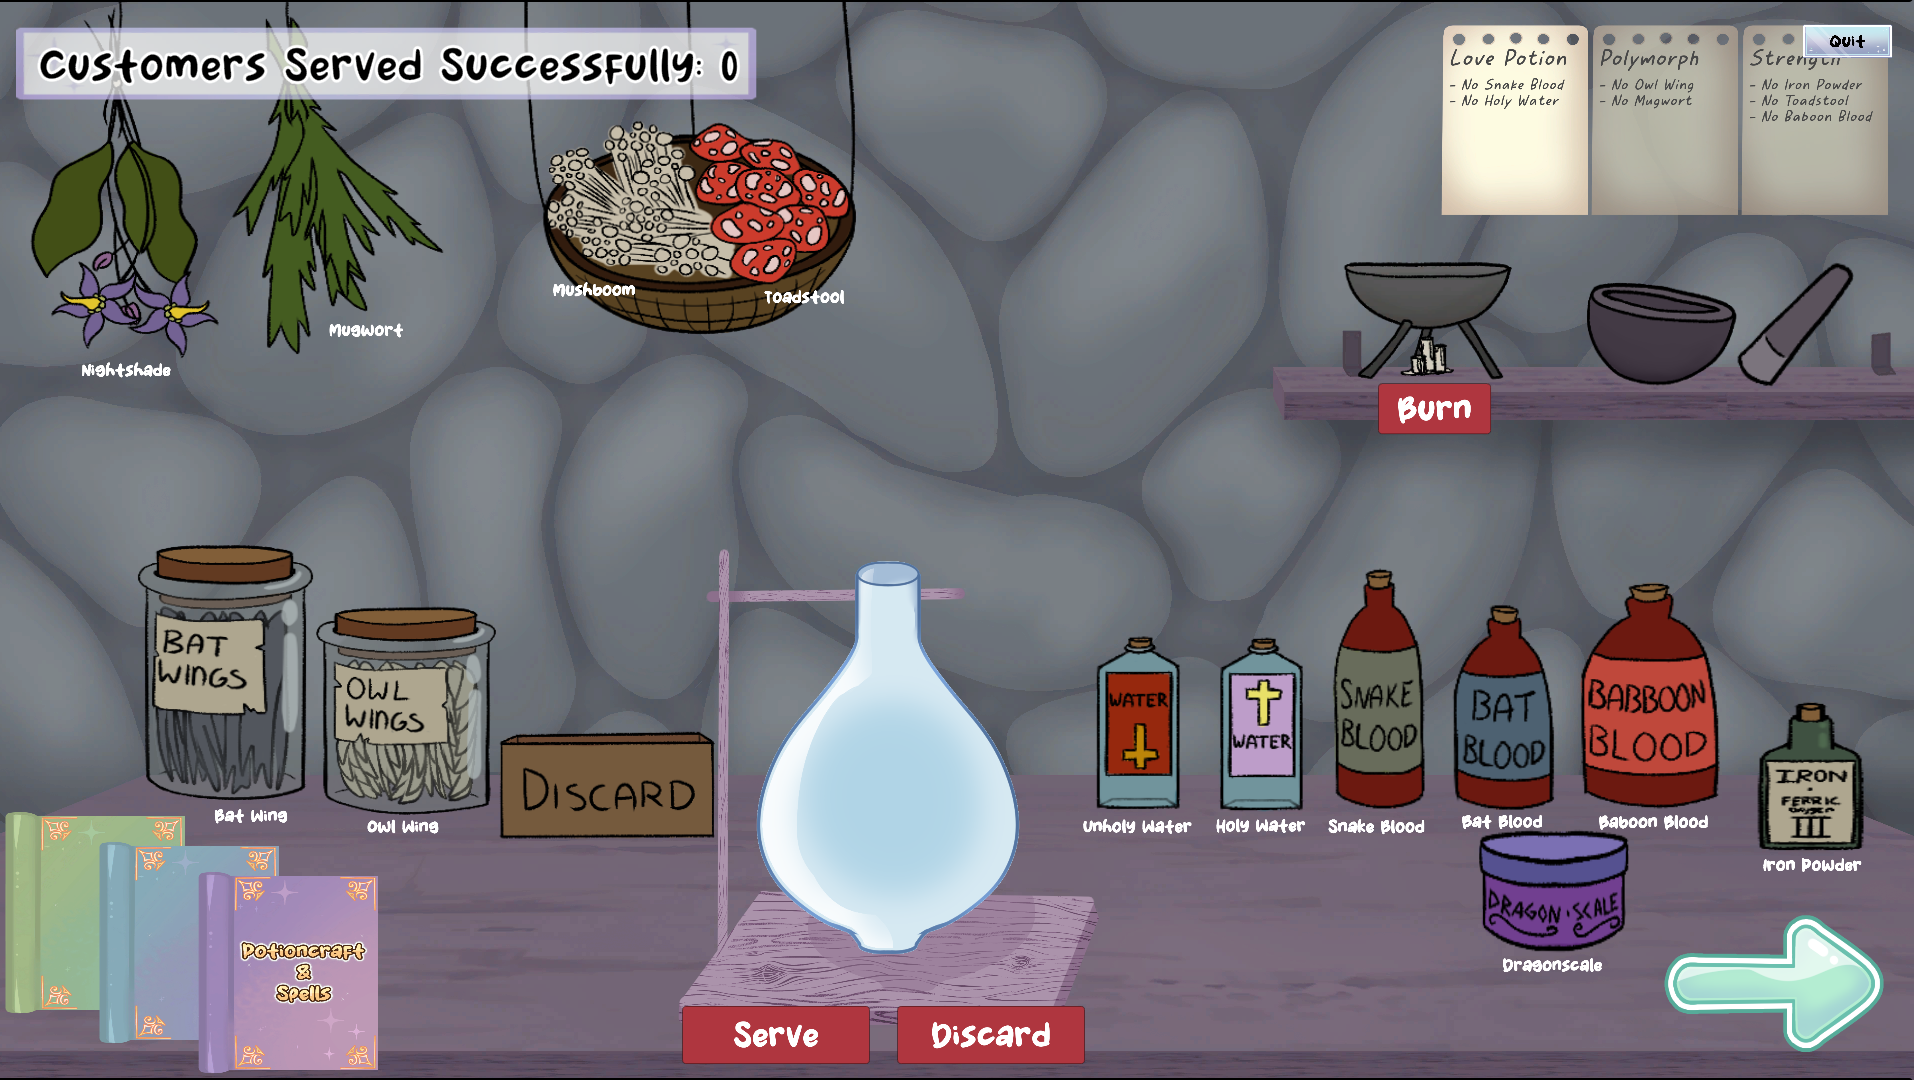 Customers Served Successfully: 0
Quit
Love Potion
- No Snake Blood
- No Holy Water
Polymorph
- No Owl Wing
- No Mugwort
Strength
- No Iron Powder
- No Toadstool
- No Baboon Blood
Mushboom
Toadstool
Mugwort
Nightshade
Burn
BAT
WINGS
Bat Wing
OWL
WINGS
Owl Wing
DISCARD
WATER
Unholy Water
WATER
Holy Water
SNAKE
BLOOD
Snake Blood
BAT
BLOOD
Bat Blood
BABBOON
BLOOD
Baboon Blood
IRON
FERRIC
III
Iron Powder
DRAGON·SCALE
Dragonscale
Potioncraft
&
Spells
Serve
Discard